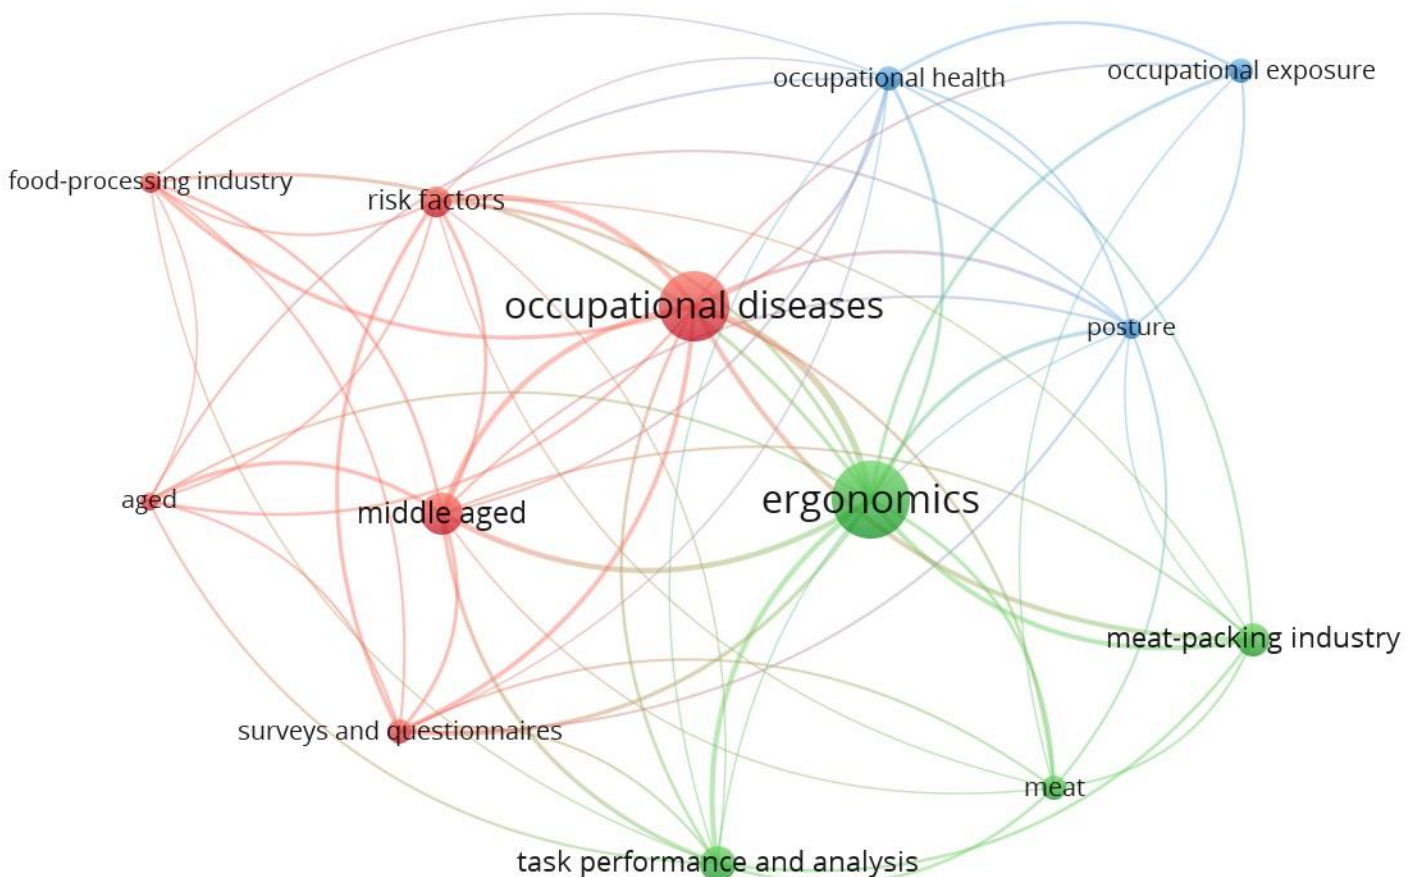 occupational health
occupational exposure
food-processing industry
risk factors
occupational diseases
posture
aged
middle aged
ergonomics
meat-packing industry
surveys and questionnaires
meat
task performance and analysis